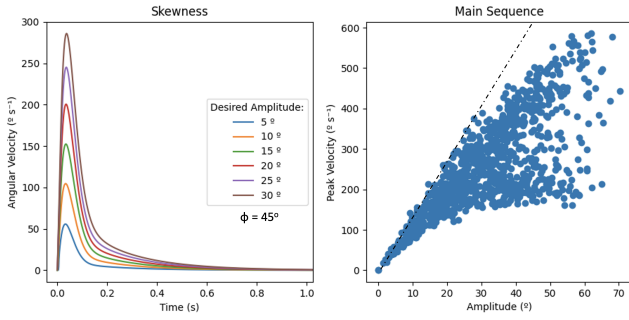 Skewness
300
250
200
150
100
50
0
Angular Velocity (º s⁻¹)
Desired Amplitude:
5 º
10 º
15 º
20 º
25 º
30 º
ϕ = 45º
0.0 0.2 0.4 0.6 0.8 1.0
Time (s)
Main Sequence
600
500
400
300
200
100
0
Peak Velocity (º s⁻¹)
0 10 20 30 40 50 60 70
Amplitude (º)